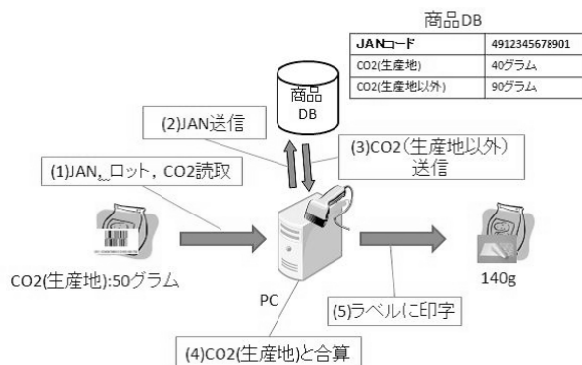 商品DB
JANコード 4912345678901
CO2(生産地) 40グラム
CO2(生産地以外) 90グラム
商品
DB
(2)JAN送信
(3)CO2(生産地以外)
送信
(1)JAN, ロット, CO2読取
CO2(生産地):50グラム
PC
140g
(5)ラベルに印字
(4)CO2(生産地)と合算